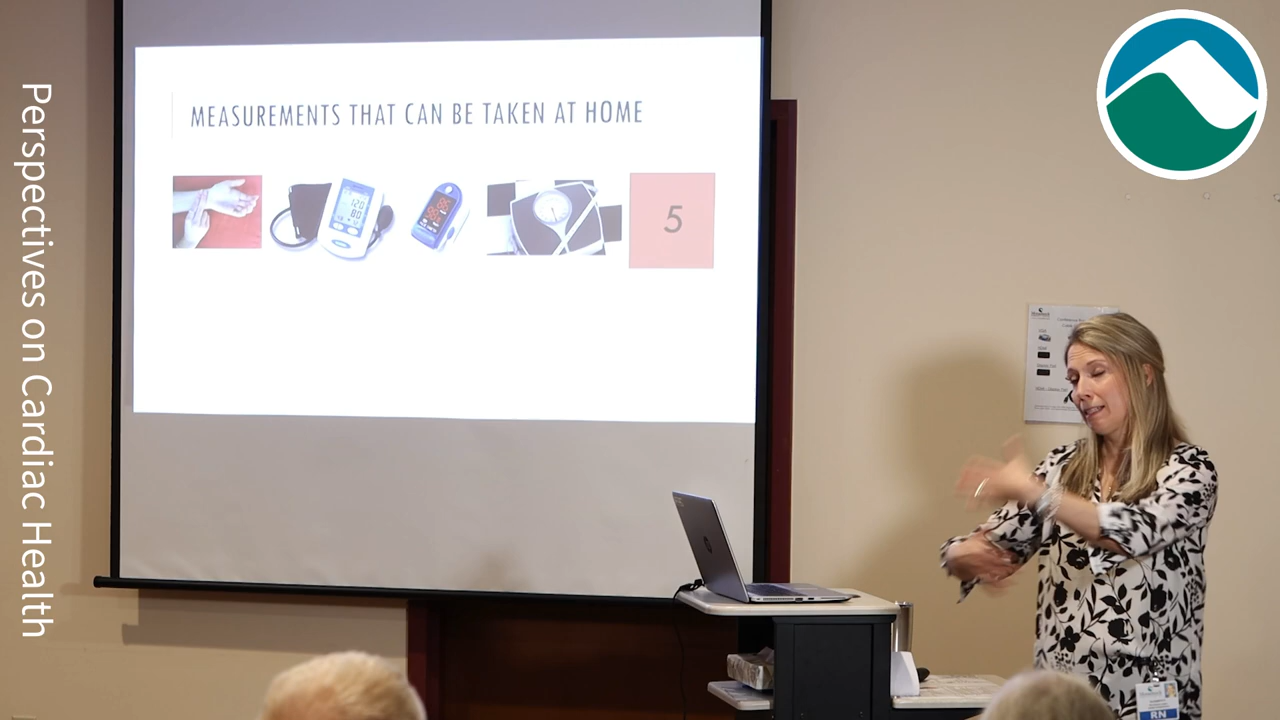 Perspectives on Cardiac Health
MEASUREMENTS THAT CAN BE TAKEN AT HOME
120
80
5
RN